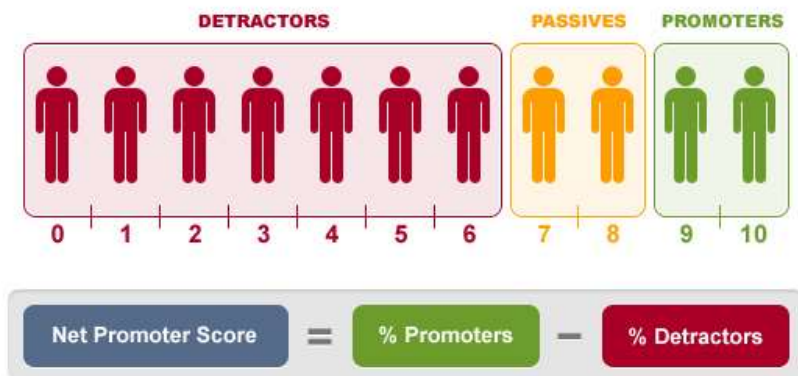 DETRACTORS PASSIVES PROMOTERS
0 1 2 3 4 5 6 7 8 9 10
Net Promoter Score = % Promoters – % Detractors